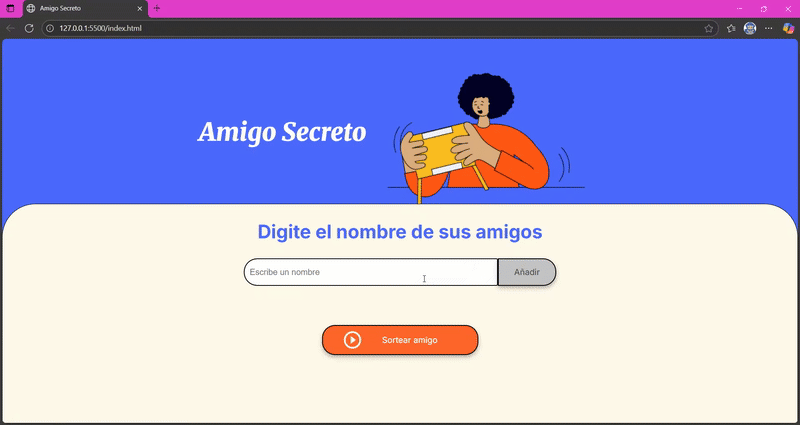 Amigo Secreto
127.0.0.1:5500/index.html
Amigo Secreto
Digite el nombre de sus amigos
Escribe un nombre
Añadir
Sortear amigo